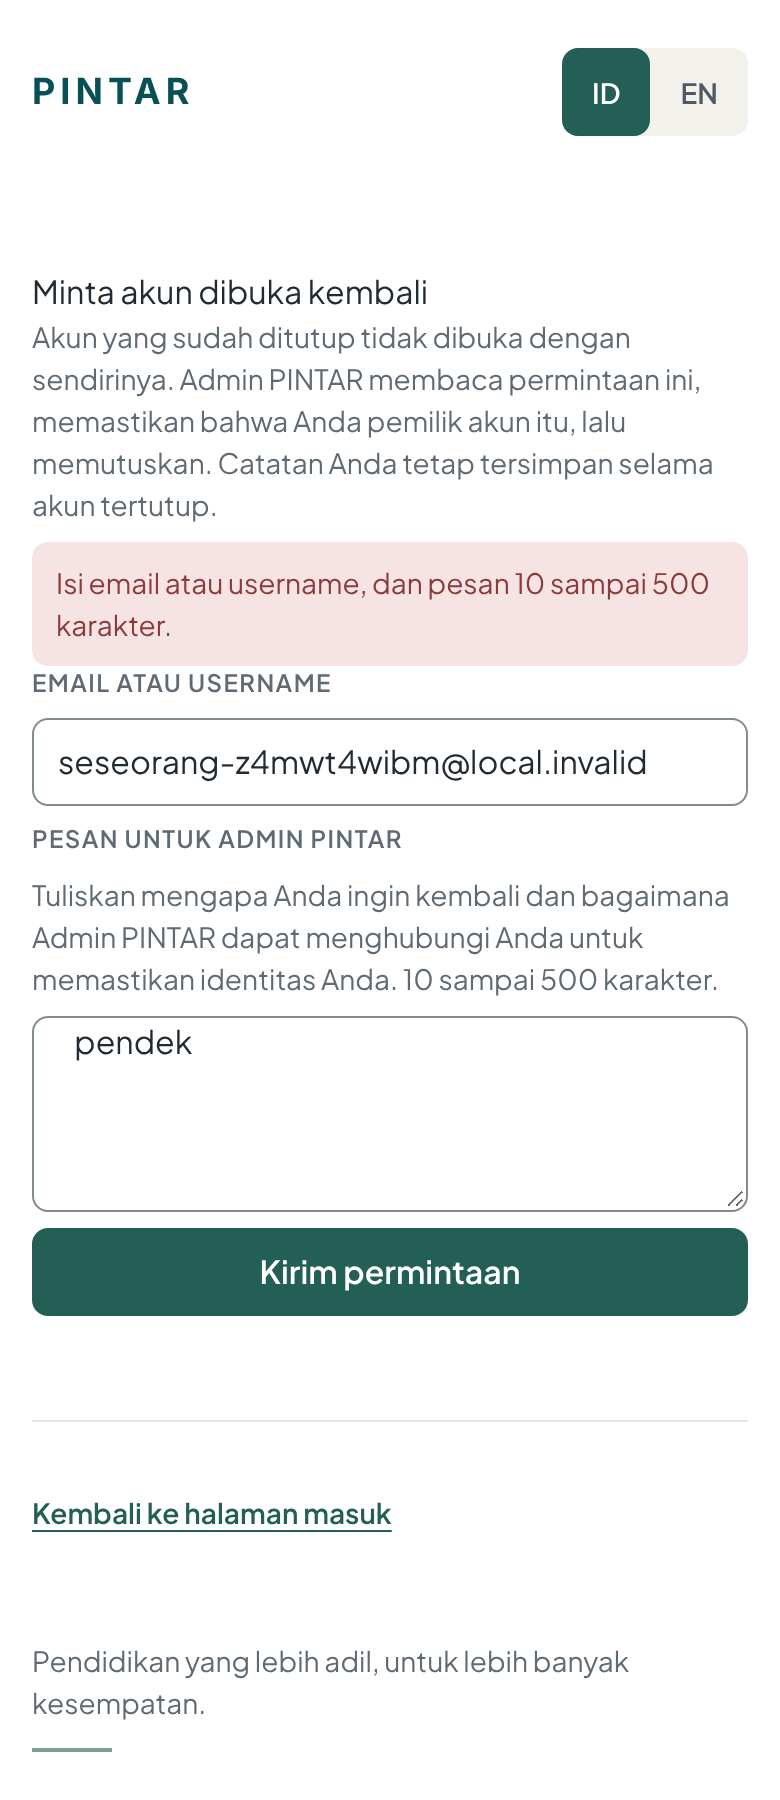 PINTAR
ID
EN
Minta akun dibuka kembali
Akun yang sudah ditutup tidak dibuka dengan
sendirinya. Admin PINTAR membaca permintaan ini,
memastikan bahwa Anda pemilik akun itu, lalu
memutuskan. Catatan Anda tetap tersimpan selama
akun tertutup.
Isi email atau username, dan pesan 10 sampai 500
karakter.
EMAIL ATAU USERNAME
seseorang-z4mwt4wibm@local.invalid
PESAN UNTUK ADMIN PINTAR
Tuliskan mengapa Anda ingin kembali dan bagaimana
Admin PINTAR dapat menghubungi Anda untuk
memastikan identitas Anda. 10 sampai 500 karakter.
pendek
Kirim permintaan
Kembali ke halaman masuk
Pendidikan yang lebih adil, untuk lebih banyak
kesempatan.